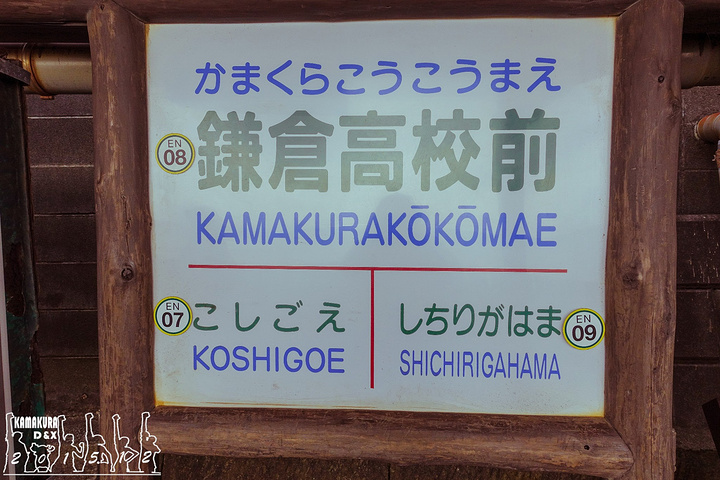 かまくらこうこうまえ
EN 08
鎌倉高校前
KAMAKURAKŌKŌMAE
EN 07
こしごえ
KOSHIGOE
しちりがはま
EN 09
SHICHIRIGAHAMA
KAMAKURA
D&X